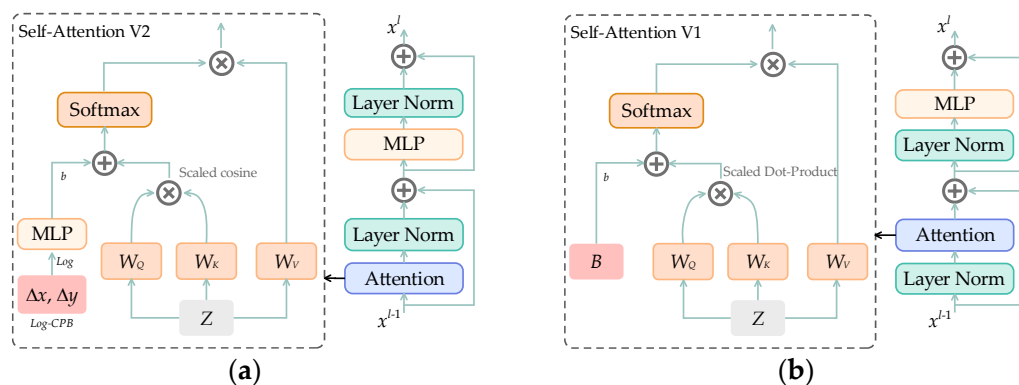 Self-Attention V2
Softmax
b
Scaled cosine
MLP
Log
Δx, Δy
Log-CPB
W_Q
W_K
W_V
Z
x^l
Layer Norm
MLP
Layer Norm
Attention
x^{l-1}
(a)
Self-Attention V1
Softmax
b
Scaled Dot-Product
B
W_Q
W_K
W_V
Z
x^l
MLP
Layer Norm
Attention
Layer Norm
x^{l-1}
(b)